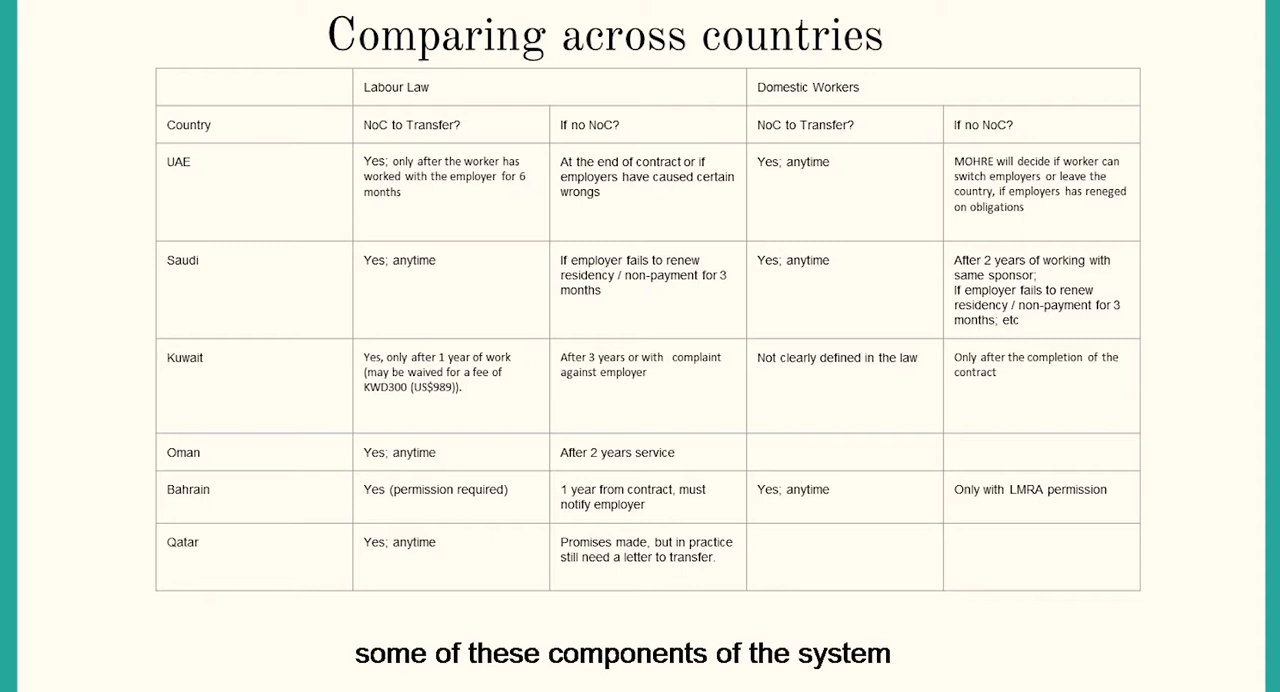 Comparing across countries
Labour Law
Domestic Workers
Country
NoC to Transfer?
If no NoC?
NoC to Transfer?
If no NoC?
UAE
Yes; only after the worker has
worked with the employer for 6
months
At the end of contract or if
employers have caused certain
wrongs
Yes; anytime
MOHRE will decide if worker can
switch employers or leave the
country, if employers has reneged
on obligations
Saudi
Yes; anytime
If employer fails to renew
residency / non-payment for 3
months
Yes; anytime
After 2 years of working with
same sponsor;
If employer fails to renew
residency / non-payment for 3
months; etc
Kuwait
Yes, only after 1 year of work
(may be waived for a fee of
KWD300 (US$989)).
After 3 years or with complaint
against employer
Not clearly defined in the law
Only after the completion of the
contract
Oman
Yes; anytime
After 2 years service
Bahrain
Yes (permission required)
1 year from contract, must
notify employer
Yes; anytime
Only with LMRA permission
Qatar
Yes; anytime
Promises made, but in practice
still need a letter to transfer.
some of these components of the system